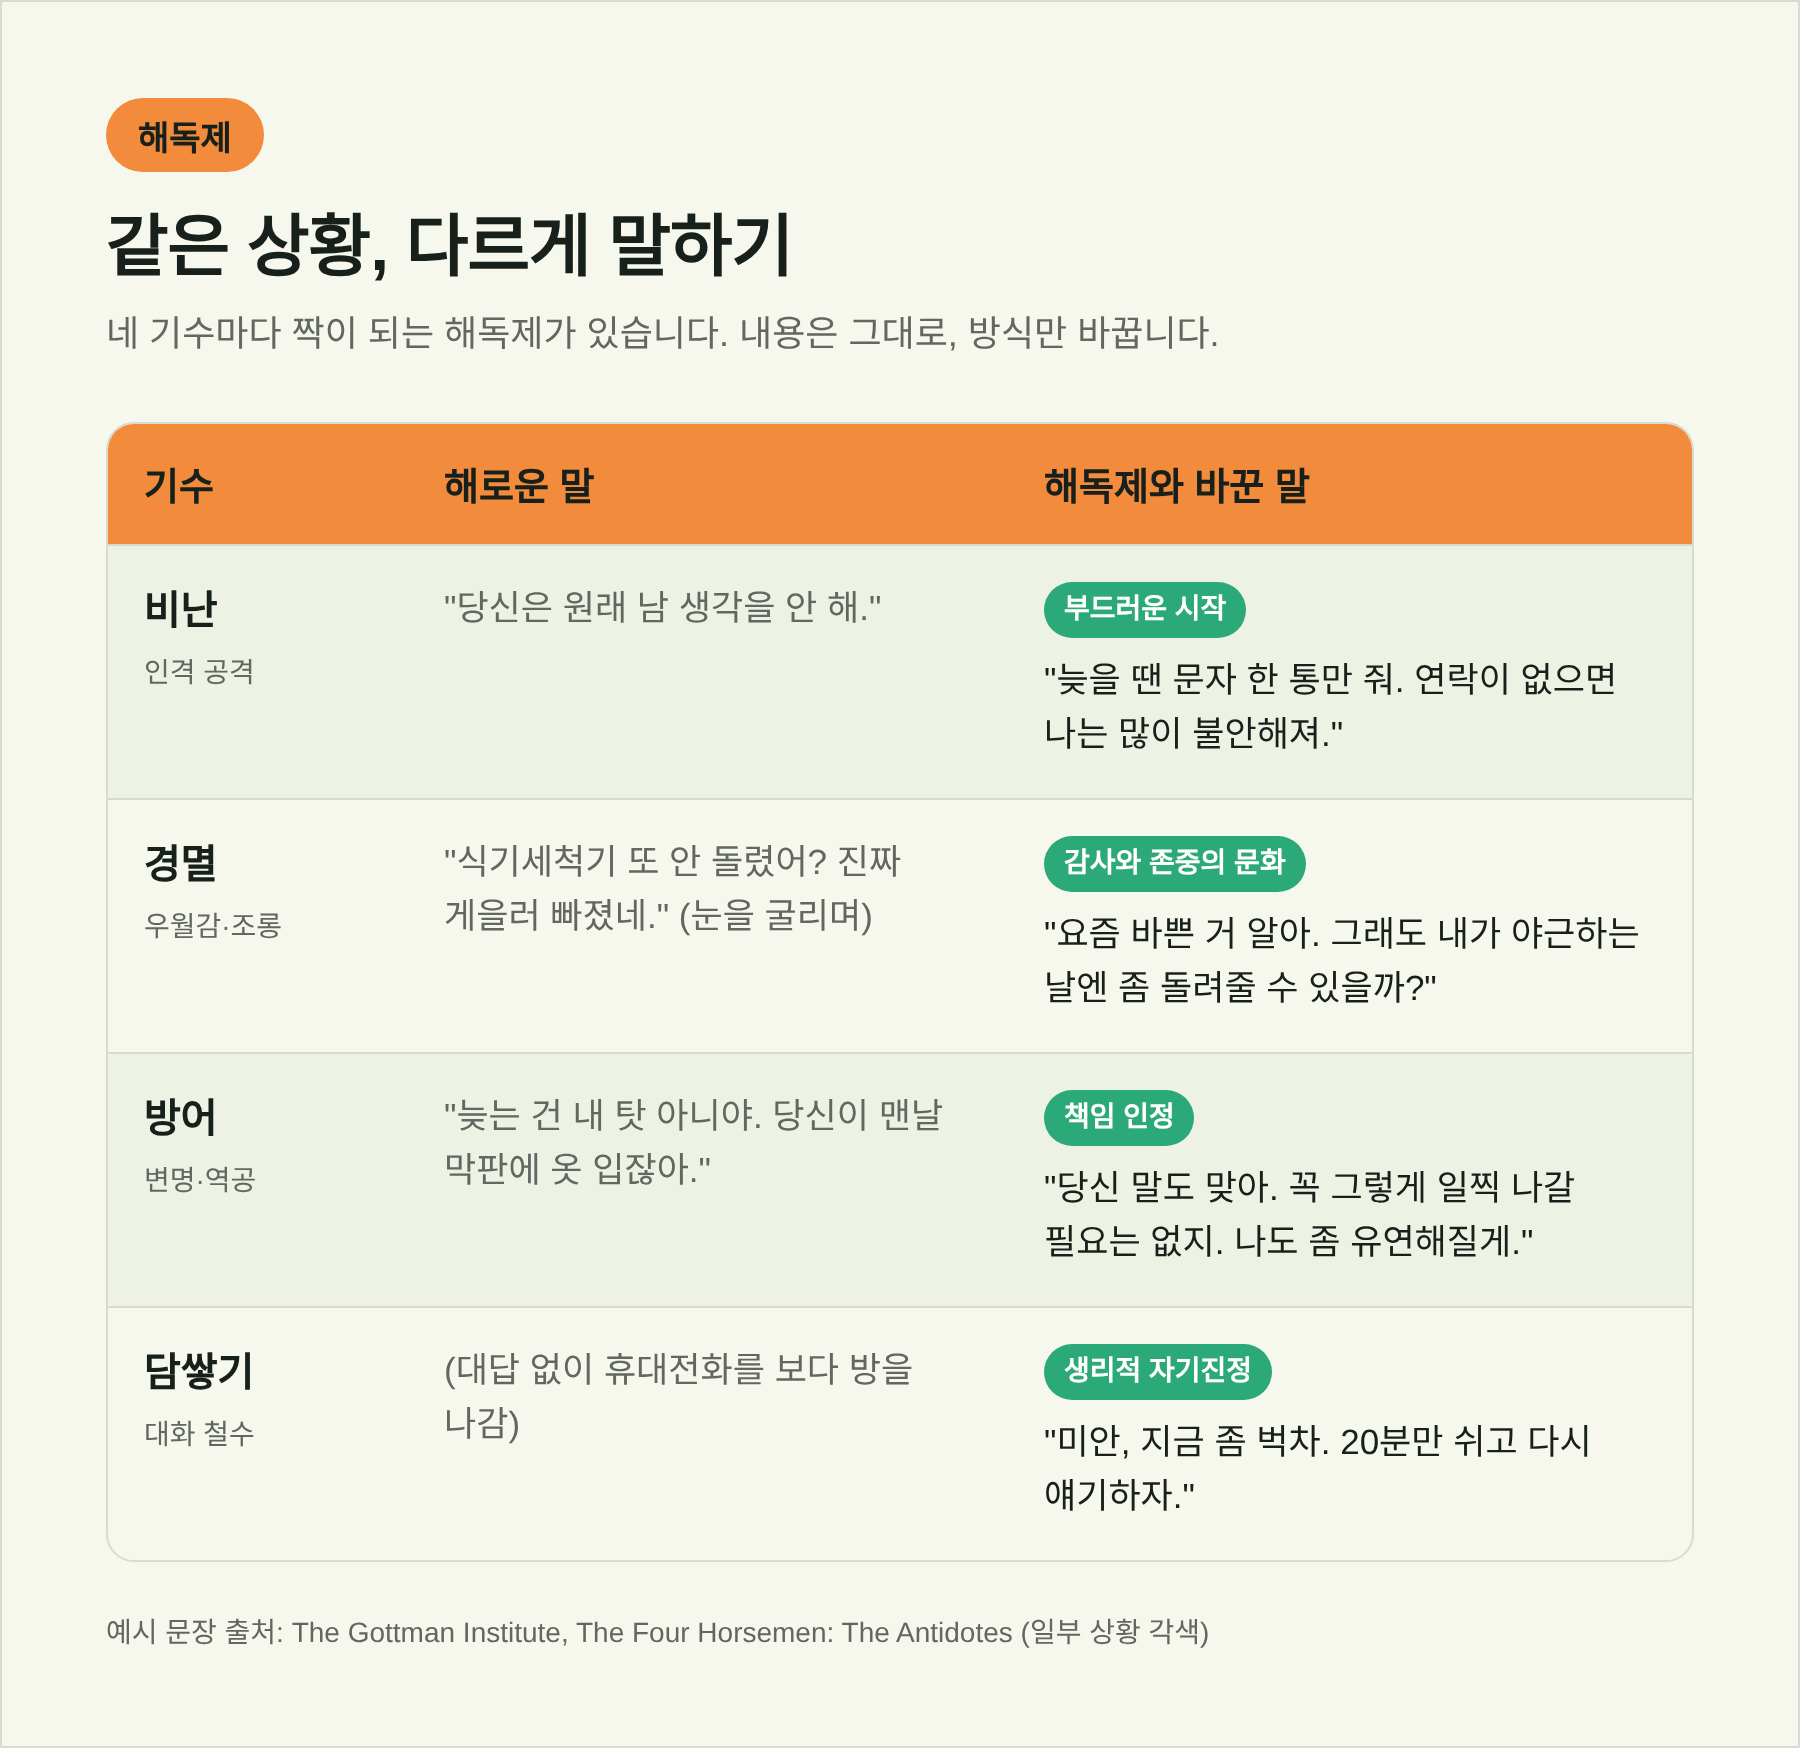 해독제
같은 상황, 다르게 말하기
네 기수마다 짝이 되는 해독제가 있습니다. 내용은 그대로, 방식만 바꿉니다.
기수
해로운 말
해독제와 바꾼 말
비난
인격 공격
"당신은 원래 남 생각을 안 해."
부드러운 시작
"늦을 땐 문자 한 통만 줘. 연락이 없으면
나는 많이 불안해져."
경멸
우월감·조롱
"식기세척기 또 안 돌렸어? 진짜
게을러 빠졌네." (눈을 굴리며)
감사와 존중의 문화
"요즘 바쁜 거 알아. 그래도 내가 야근하는
날엔 좀 돌려줄 수 있을까?"
방어
변명·역공
"늦는 건 내 탓 아니야. 당신이 맨날
막판에 옷 입잖아."
책임 인정
"당신 말도 맞아. 꼭 그렇게 일찍 나갈
필요는 없지. 나도 좀 유연해질게."
담쌓기
대화 철수
(대답 없이 휴대전화를 보다 방을
나감)
생리적 자기진정
"미안, 지금 좀 벅차. 20분만 쉬고 다시
얘기하자."
예시 문장 출처: The Gottman Institute, The Four Horsemen: The Antidotes (일부 상황 각색)